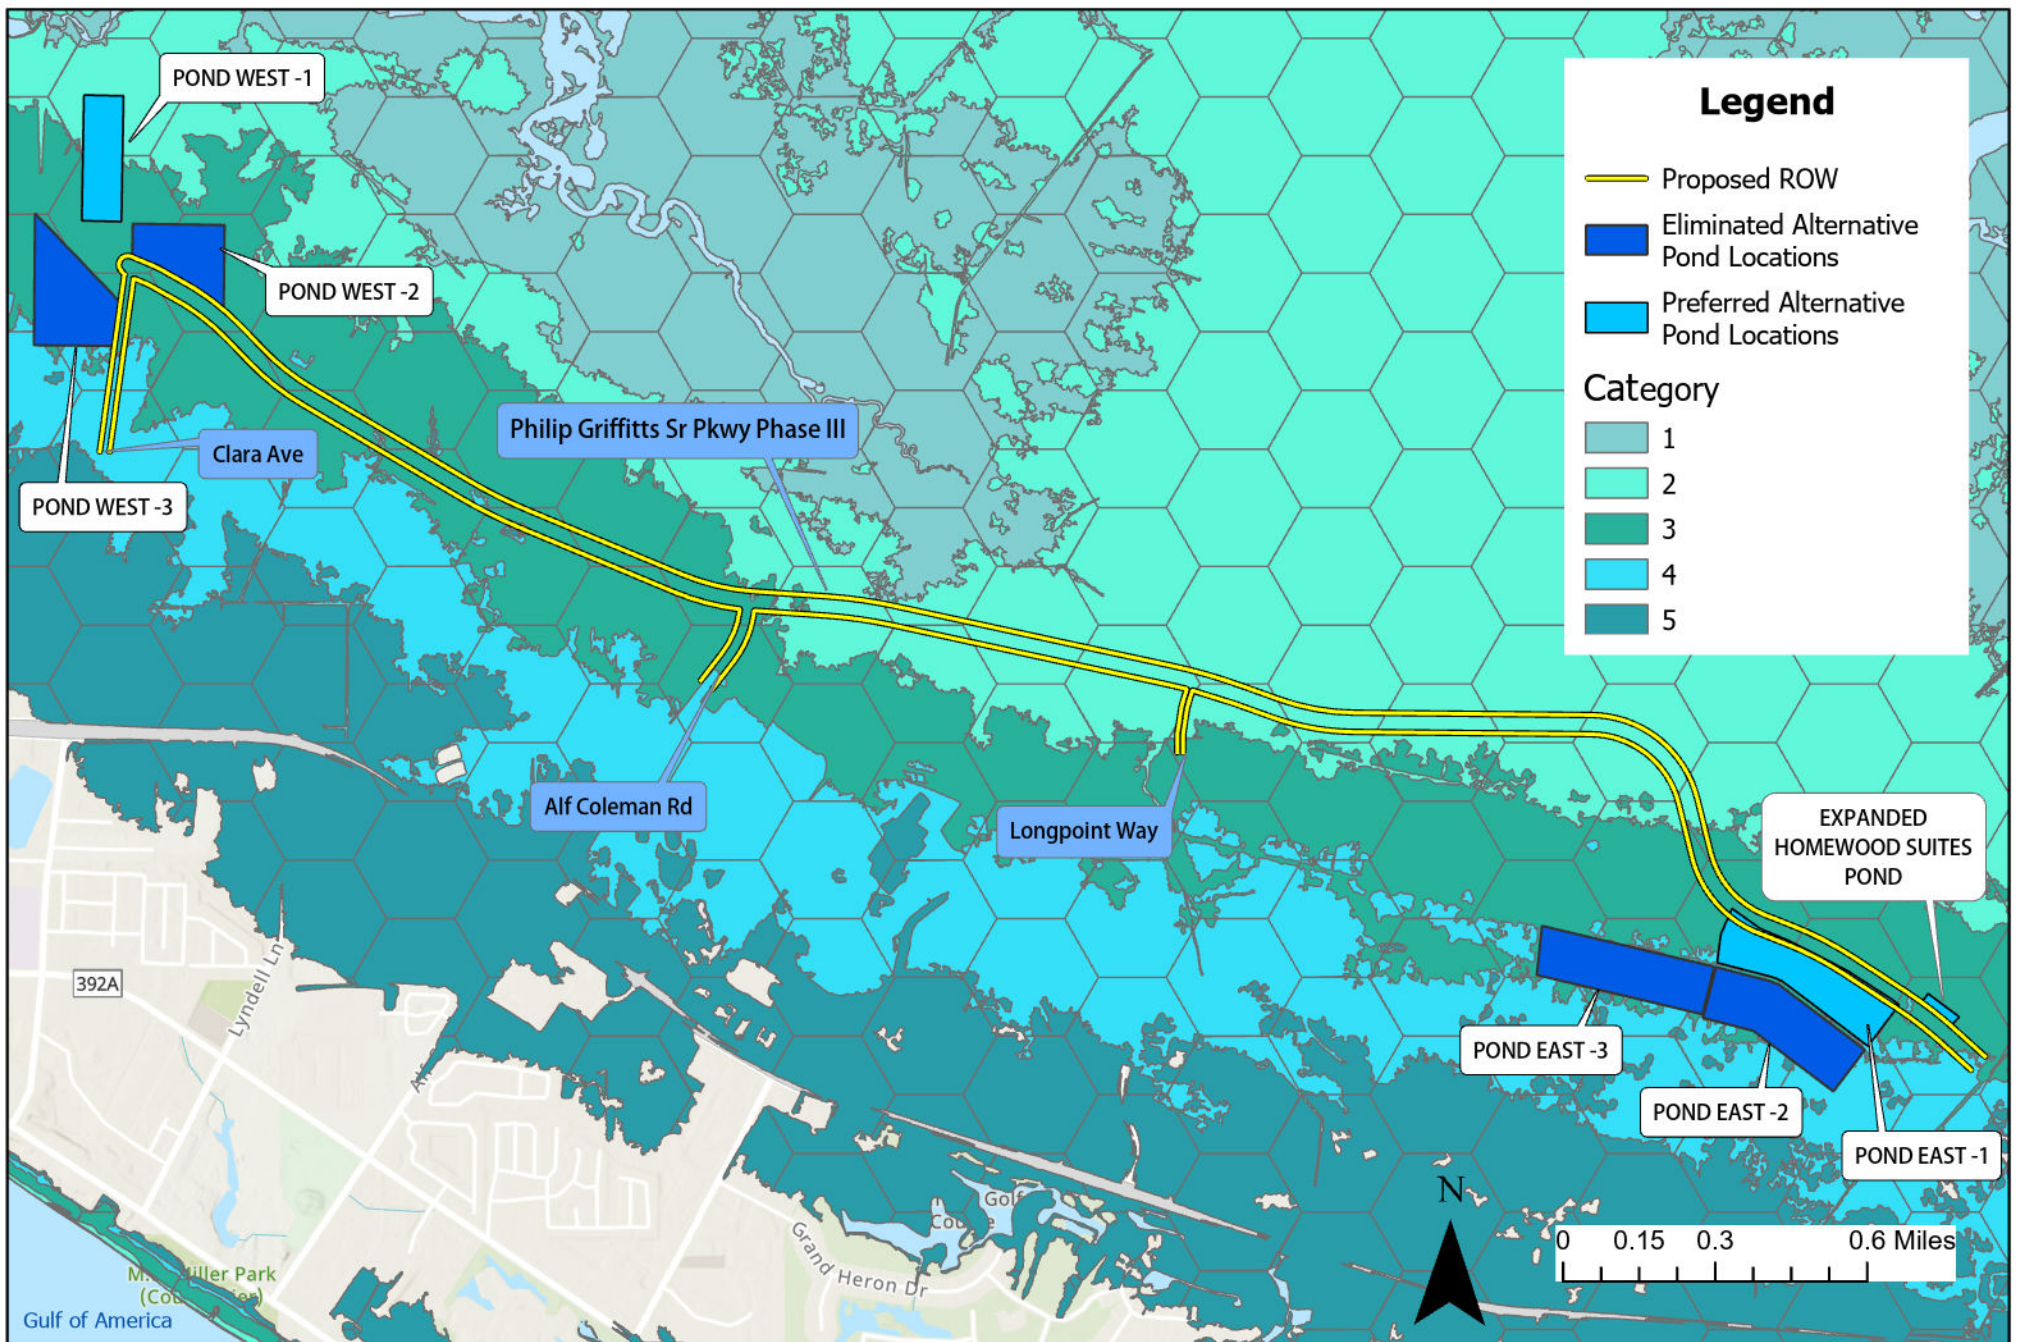 POND WEST -1
POND WEST -2
Clara Ave
POND WEST -3
Philip Griffitts Sr Pkwy Phase III
Alf Coleman Rd
Longpoint Way
EXPANDED
HOMEWOOD SUITES
POND
POND EAST -3
POND EAST -2
POND EAST -1
Legend
Proposed ROW
Eliminated Alternative
Pond Locations
Preferred Alternative
Pond Locations
Category
1
2
3
4
5
392A
Lyndell Ln
Golf
Grand Heron Dr
Park
Gulf of America
N
0 0.15 0.3 0.6 Miles